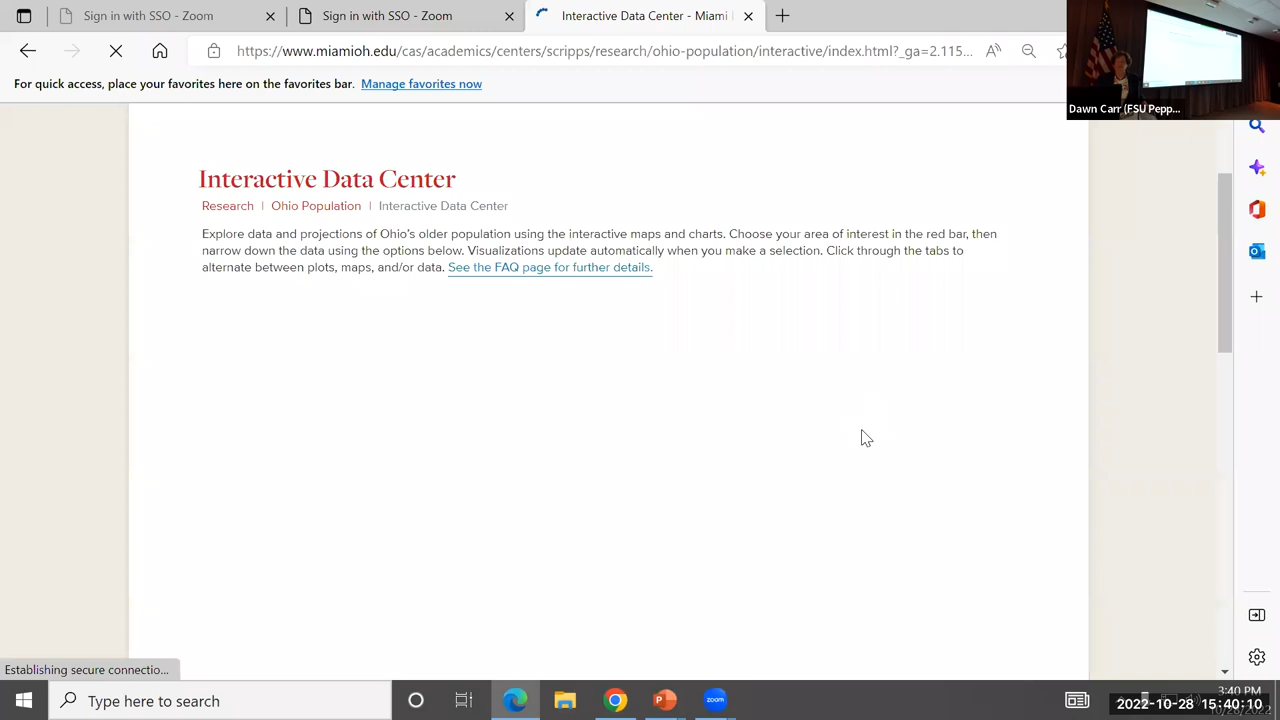 Sign in with SSO - Zoom
Sign in with SSO - Zoom
Interactive Data Center - Miami
https://www.miamioh.edu/cas/academics/centers/scripps/research/ohio-population/interactive/index.html?_ga=2.115...
For quick access, place your favorites here on the favorites bar. Manage favorites now
Dawn Carr (FSU Pepp...
Interactive Data Center
Research | Ohio Population | Interactive Data Center
Explore data and projections of Ohio's older population using the interactive maps and charts. Choose your area of interest in the red bar, then
narrow down the data using the options below. Visualizations update automatically when you make a selection. Click through the tabs to
alternate between plots, maps, and/or data. See the FAQ page for further details.
Establishing secure connectio...
Type here to search
zoom
3:40 PM
2022-10-28 15:40:10